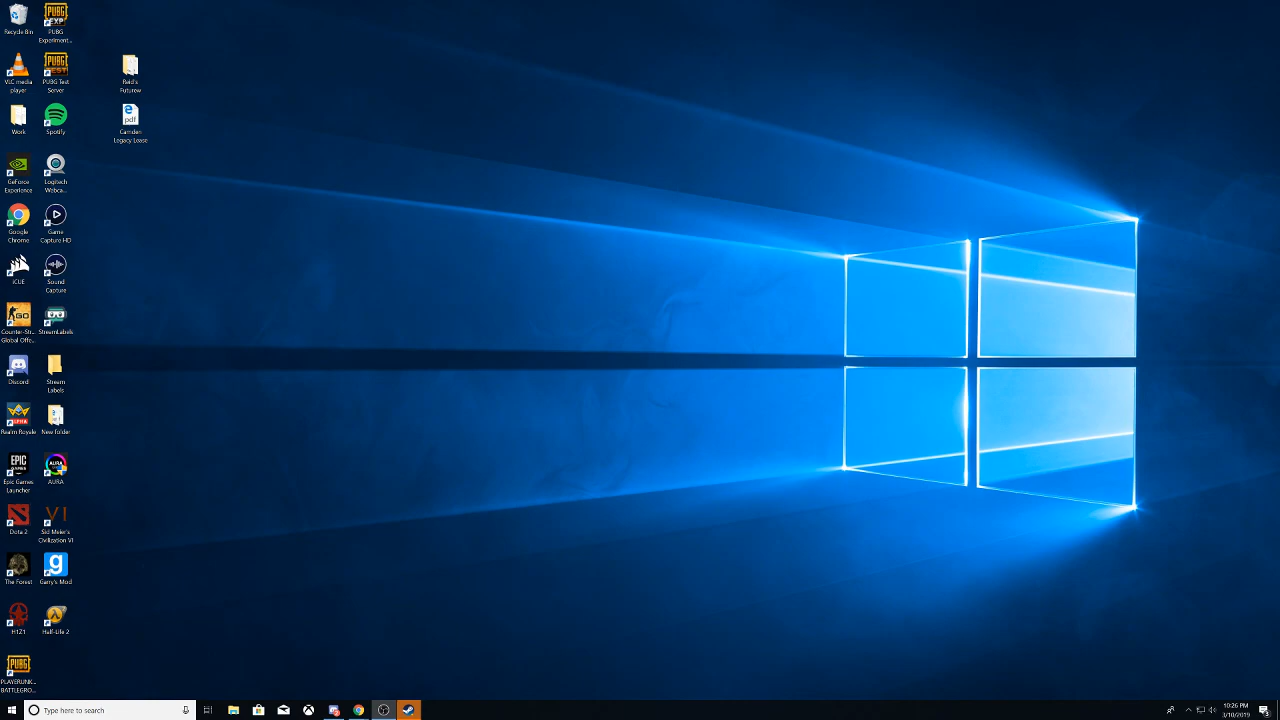 Recycle Bin
PUBG
Experiment...
VLC media
player
PUBG Test
Server
Raid's
Futurew
Work
Spotify
Camden
Legacy Lease
GeForce
Experience
Logitech
Webca...
Google
Chrome
Game
Capture HD
iCUE
Sound
Capture
Counter-Str...
Global Offe...
StreamLabels
Discord
Stream
Labels
Realm Royale
New folder
Epic Games
Launcher
AURA
Dota 2
Sid Meier's
Civilization VI
The Forest
Garry's Mod
H1Z1
Half-Life 2
PLAYERUNK...
BATTLEGRO...
Type here to search
10:26 PM
3/10/2019